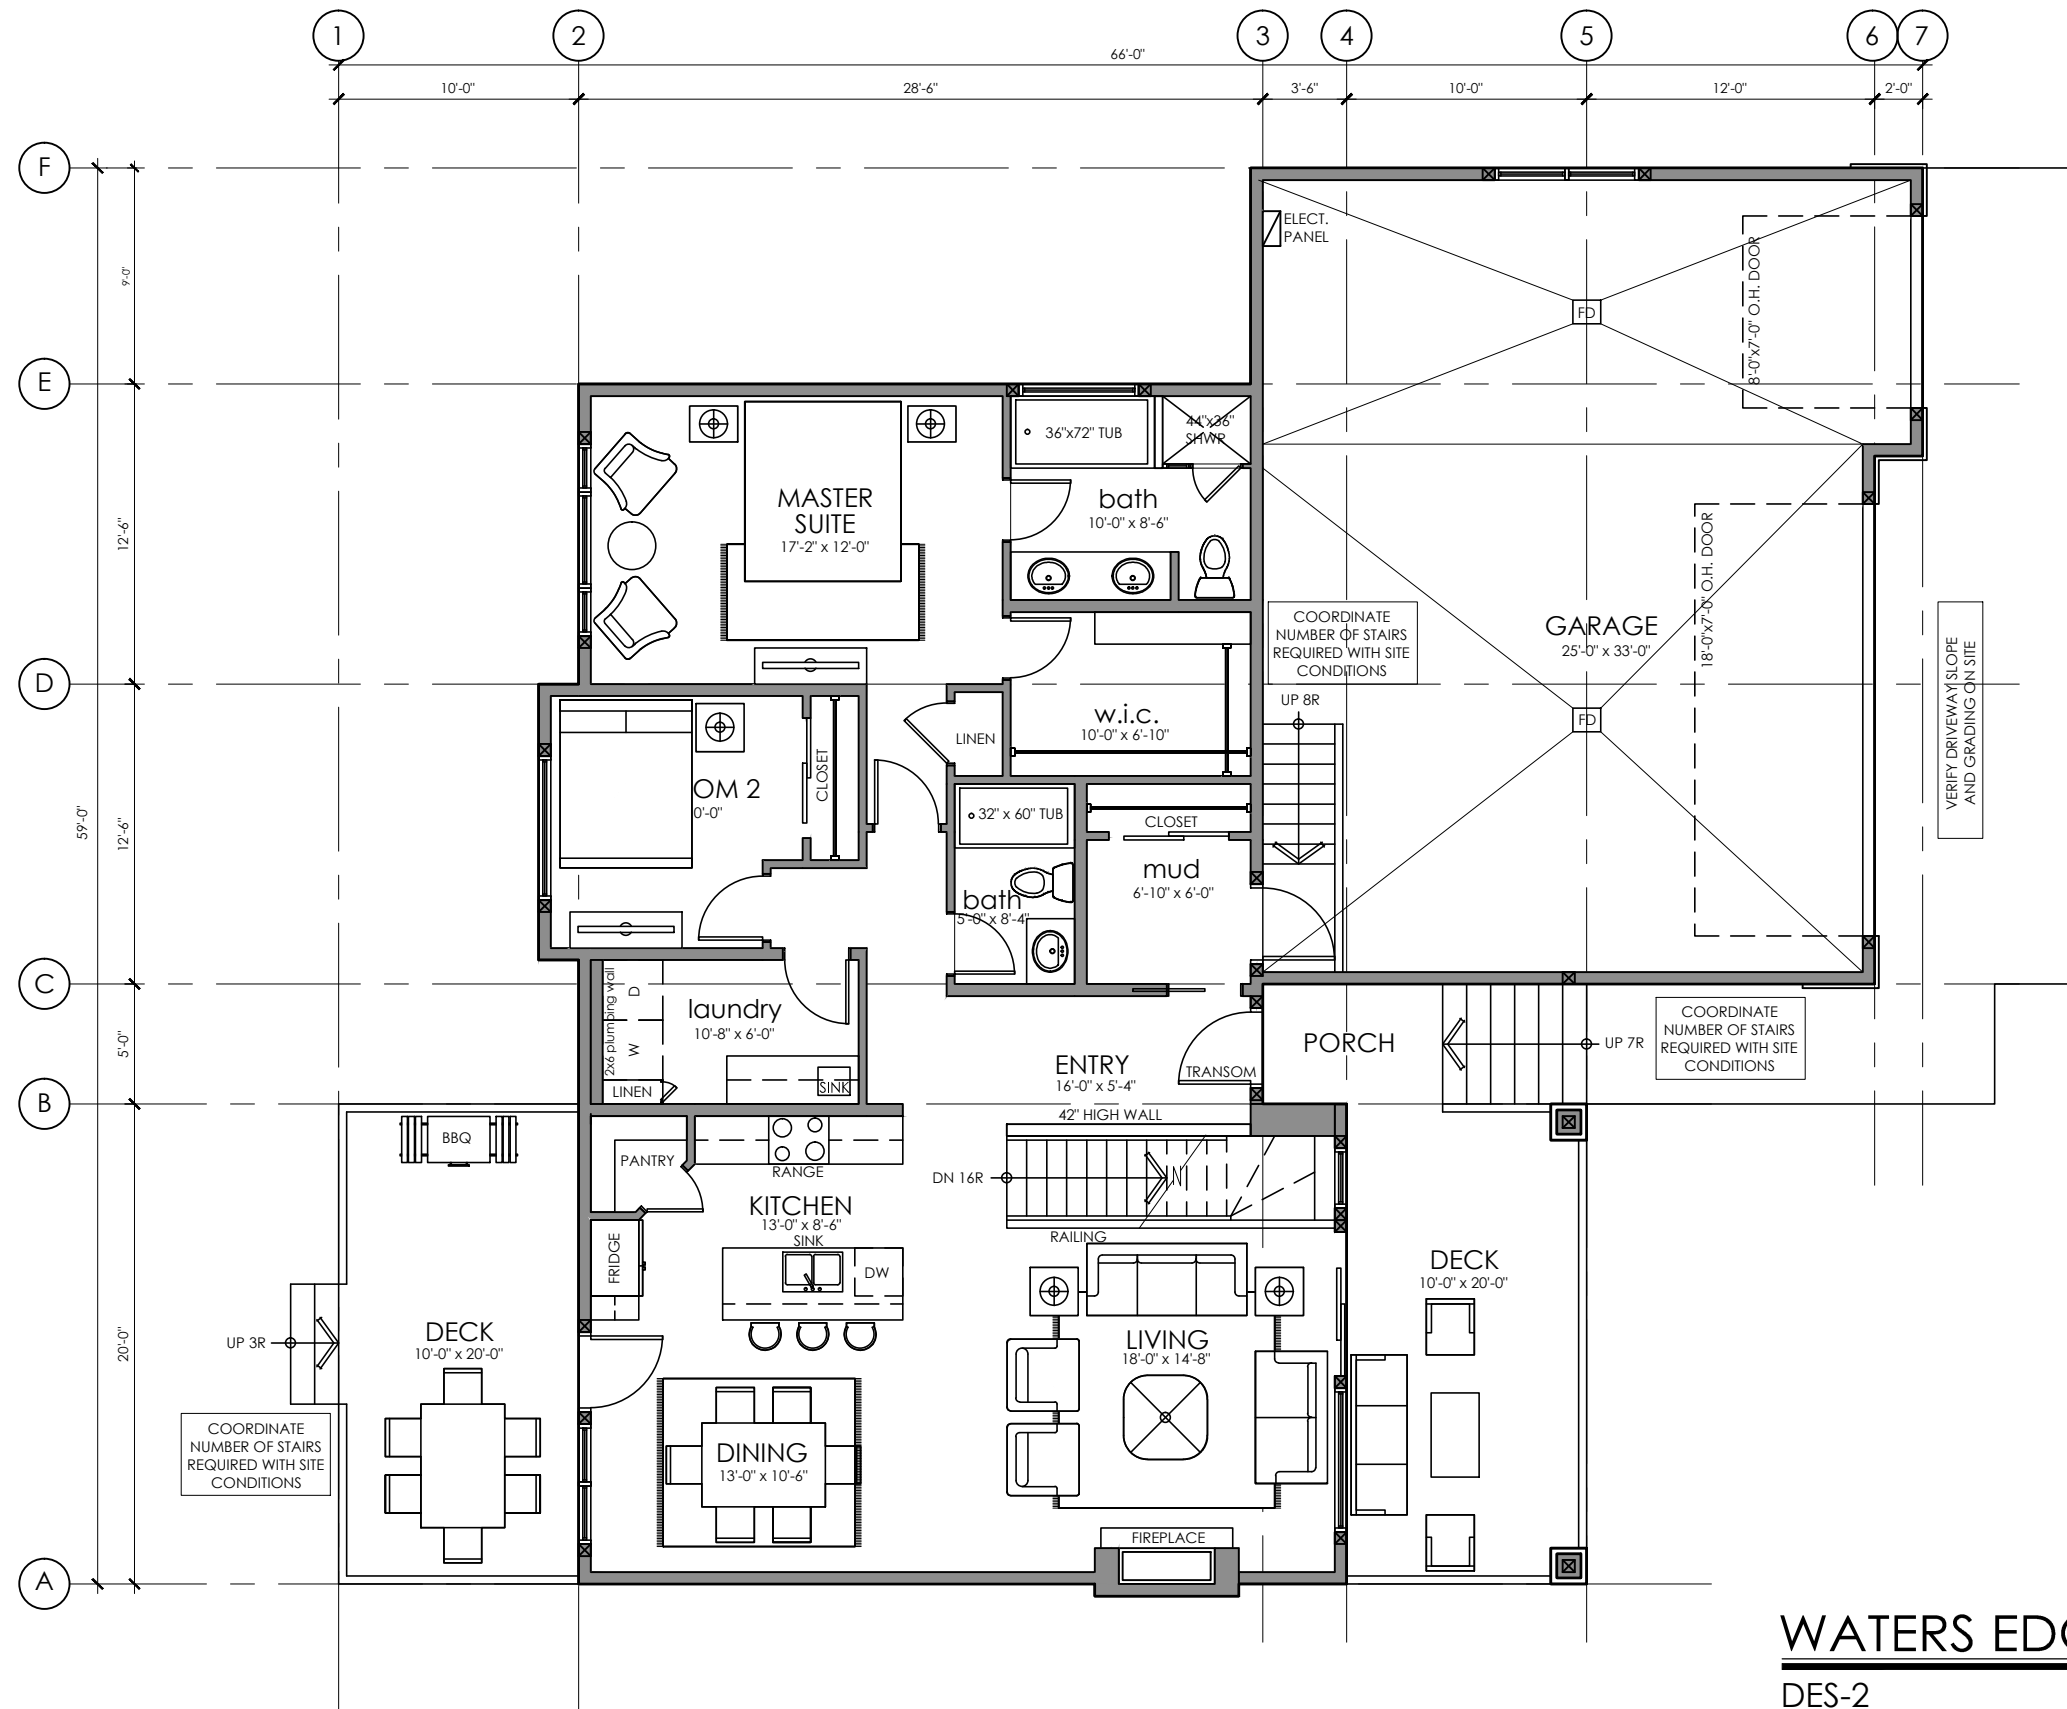 1
2
3
4
5
6
7
66'-0"
10'-0"
28'-6"
3'-6"
10'-0"
12'-0"
2'-0"
F
E
D
C
B
A
59'-0"
9'-0"
12'-6"
12'-6"
5'-0"
20'-0"
ELECT.
PANEL
FD
8'-0"x7'-0" O.H. DOOR
MASTER
SUITE
17'-2" x 12'-0"
36"x72" TUB
44"x36"
SHWR
bath
10'-0" x 8'-6"
COORDINATE
NUMBER OF STAIRS
REQUIRED WITH SITE
CONDITIONS
UP 8R
GARAGE
25'-0" x 33'-0"
18'-0"x7'-0" O.H. DOOR
FD
VERIFY DRIVEWAY SLOPE
AND GRADING ON SITE
w.i.c.
10'-0" x 6'-10"
LINEN
CLOSET
OM 2
0'-0"
32" x 60" TUB
CLOSET
mud
6'-10" x 6'-0"
bath
5'-0" x 8'-4"
2x6 plumbing wall
D
W
LINEN
laundry
10'-8" x 6'-0"
SINK
ENTRY
16'-0" x 5'-4"
TRANSOM
42" HIGH WALL
PORCH
UP 7R
COORDINATE
NUMBER OF STAIRS
REQUIRED WITH SITE
CONDITIONS
BBQ
PANTRY
RANGE
KITCHEN
13'-0" x 8'-6"
SINK
DW
FRIDGE
DN 16R
RAILING
DECK
10'-0" x 20'-0"
UP 3R
DECK
10'-0" x 20'-0"
LIVING
18'-0" x 14'-8"
COORDINATE
NUMBER OF STAIRS
REQUIRED WITH SITE
CONDITIONS
DINING
13'-0" x 10'-6"
FIREPLACE
WATERS EDG
DES-2